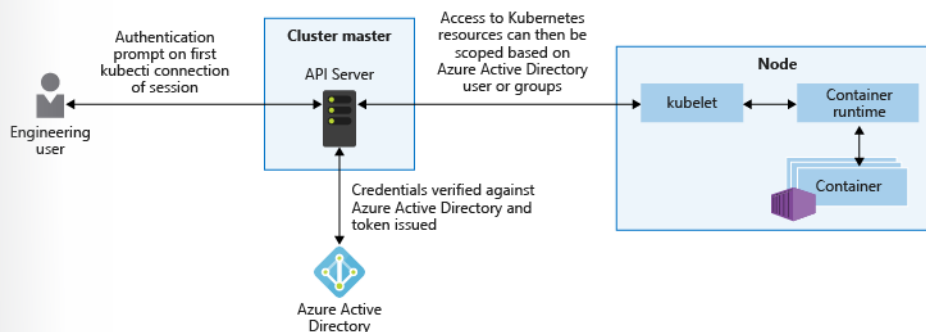 Authentication
prompt on first
kubecti connection
of session
Engineering
user
Cluster master
API Server
Access to Kubernetes
resources can then be
scoped based on
Azure Active Directory
user or groups
Credentials verified against
Azure Active Directory and
token issued
Azure Active
Directory
Node
kubelet
Container
runtime
Container